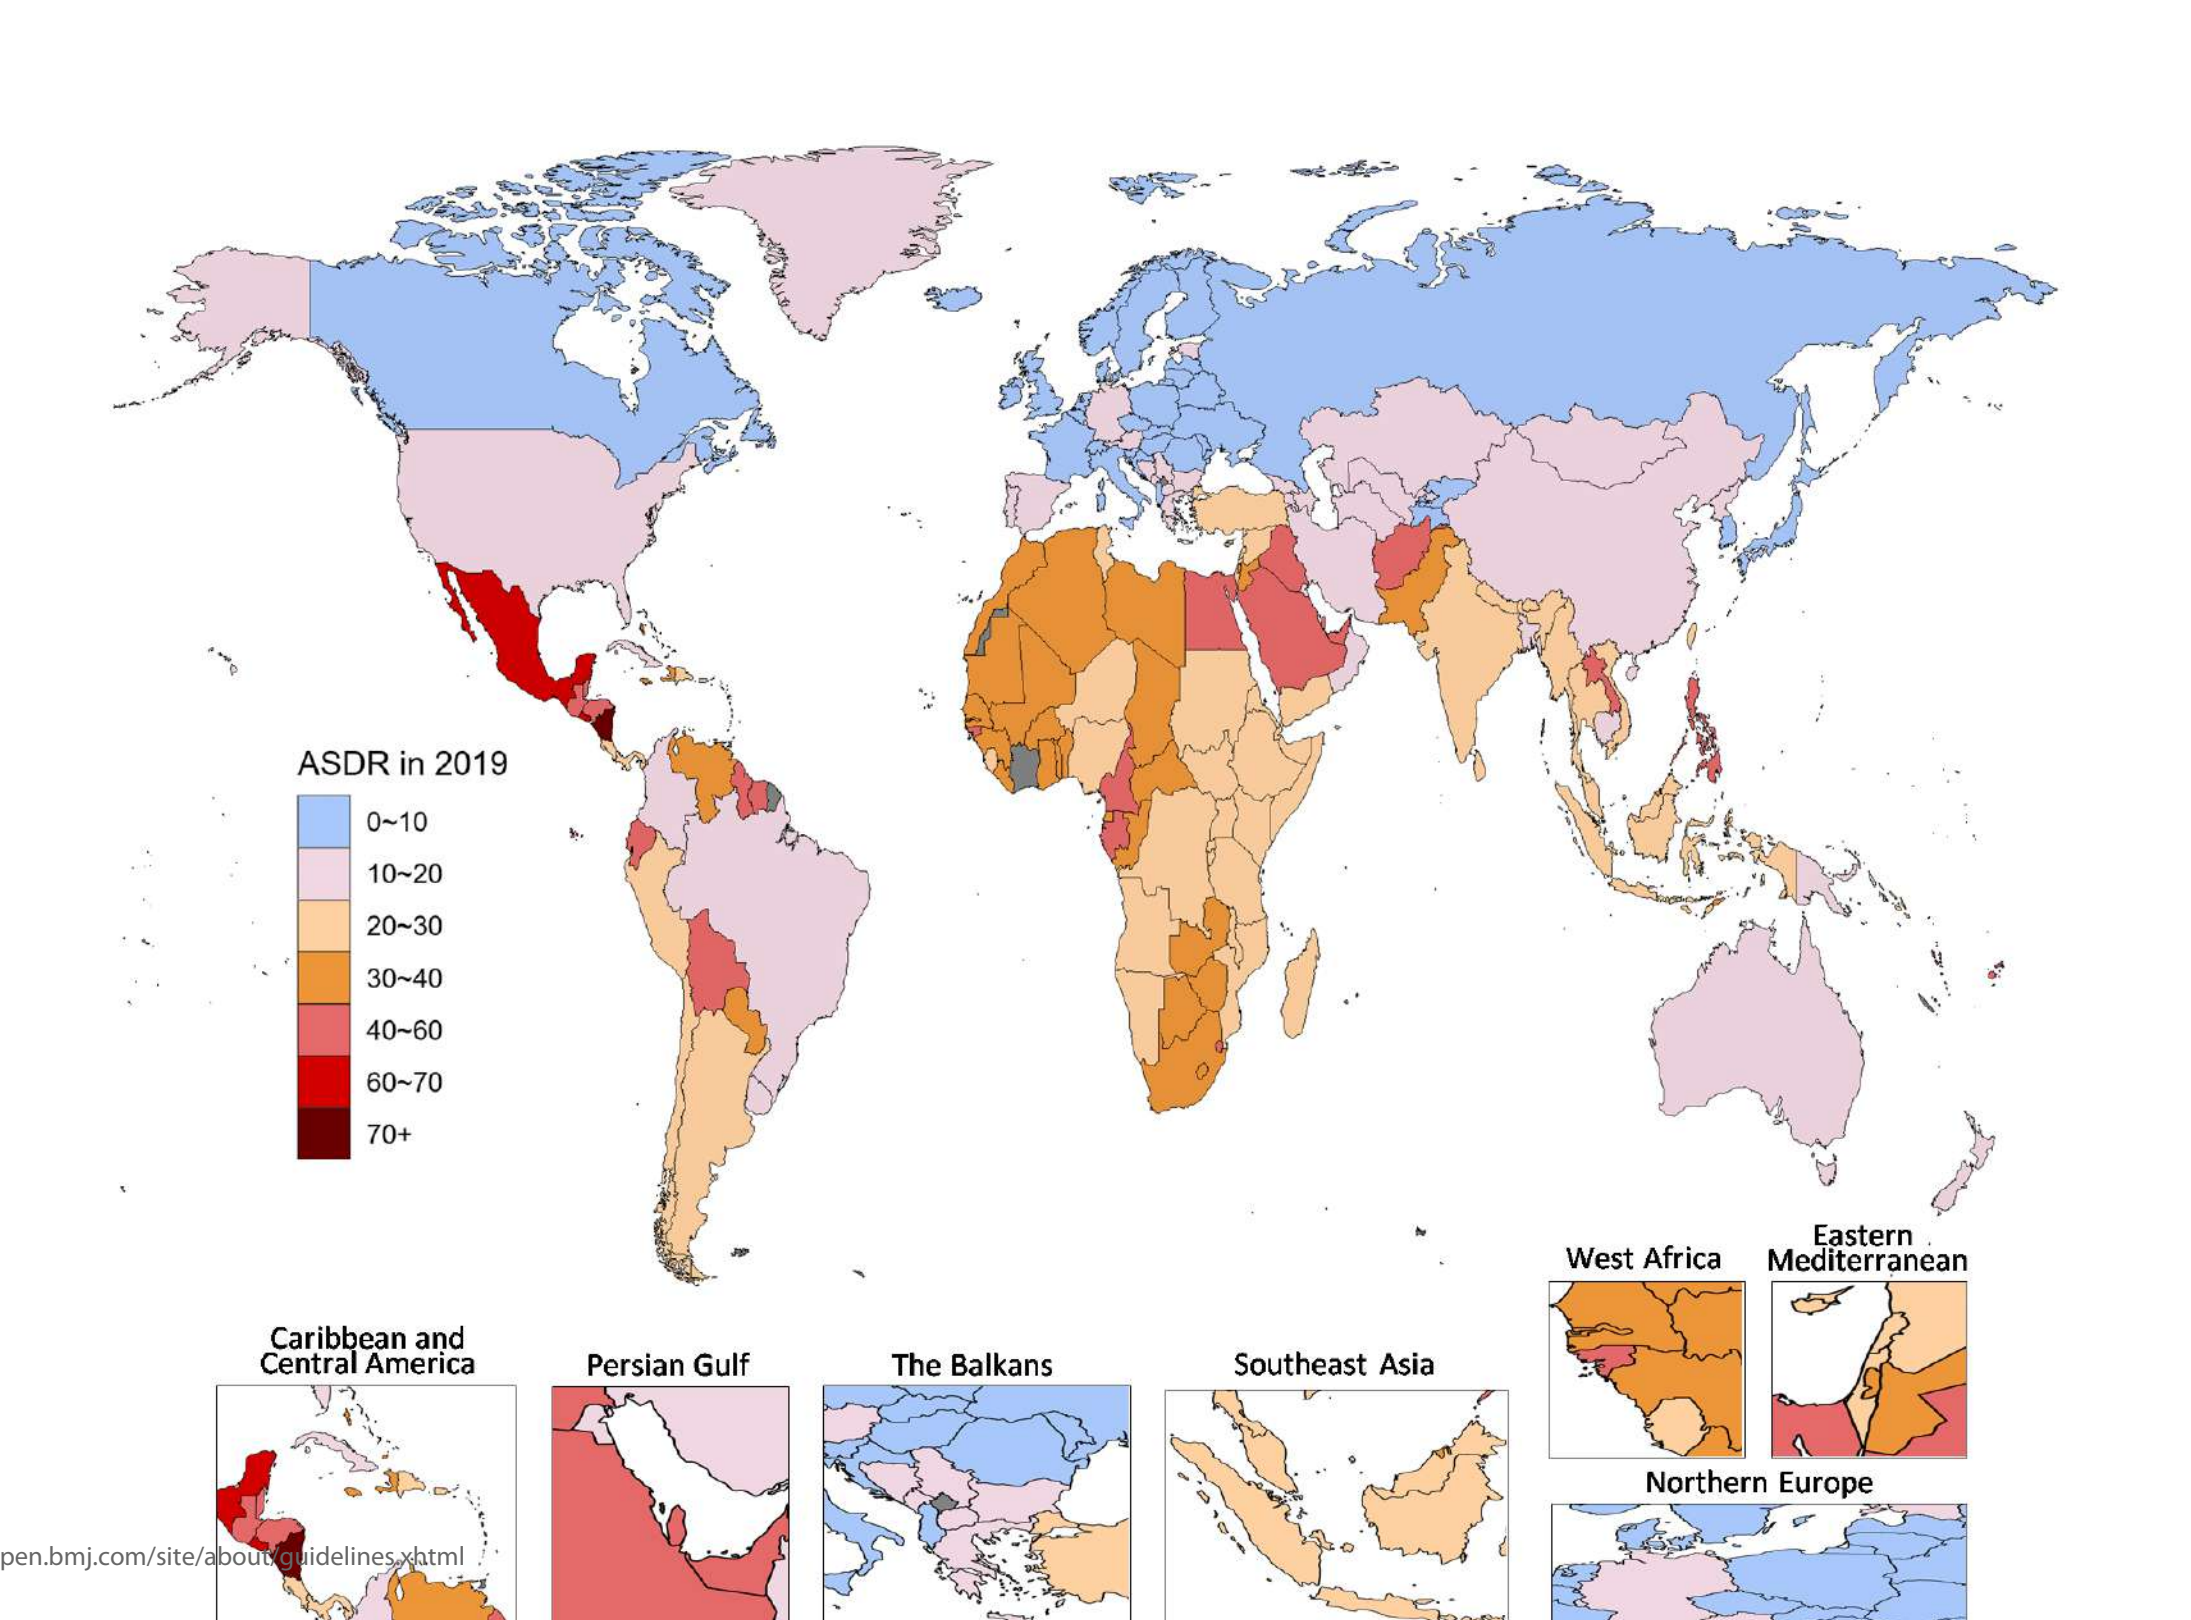 ASDR in 2019
0~10
10~20
20~30
30~40
40~60
60~70
70+
West Africa
Eastern
Mediterranean
Caribbean and
Central America
Persian Gulf
The Balkans
Southeast Asia
Northern Europe
pen.bmj.com/site/about/guidelines.xhtml